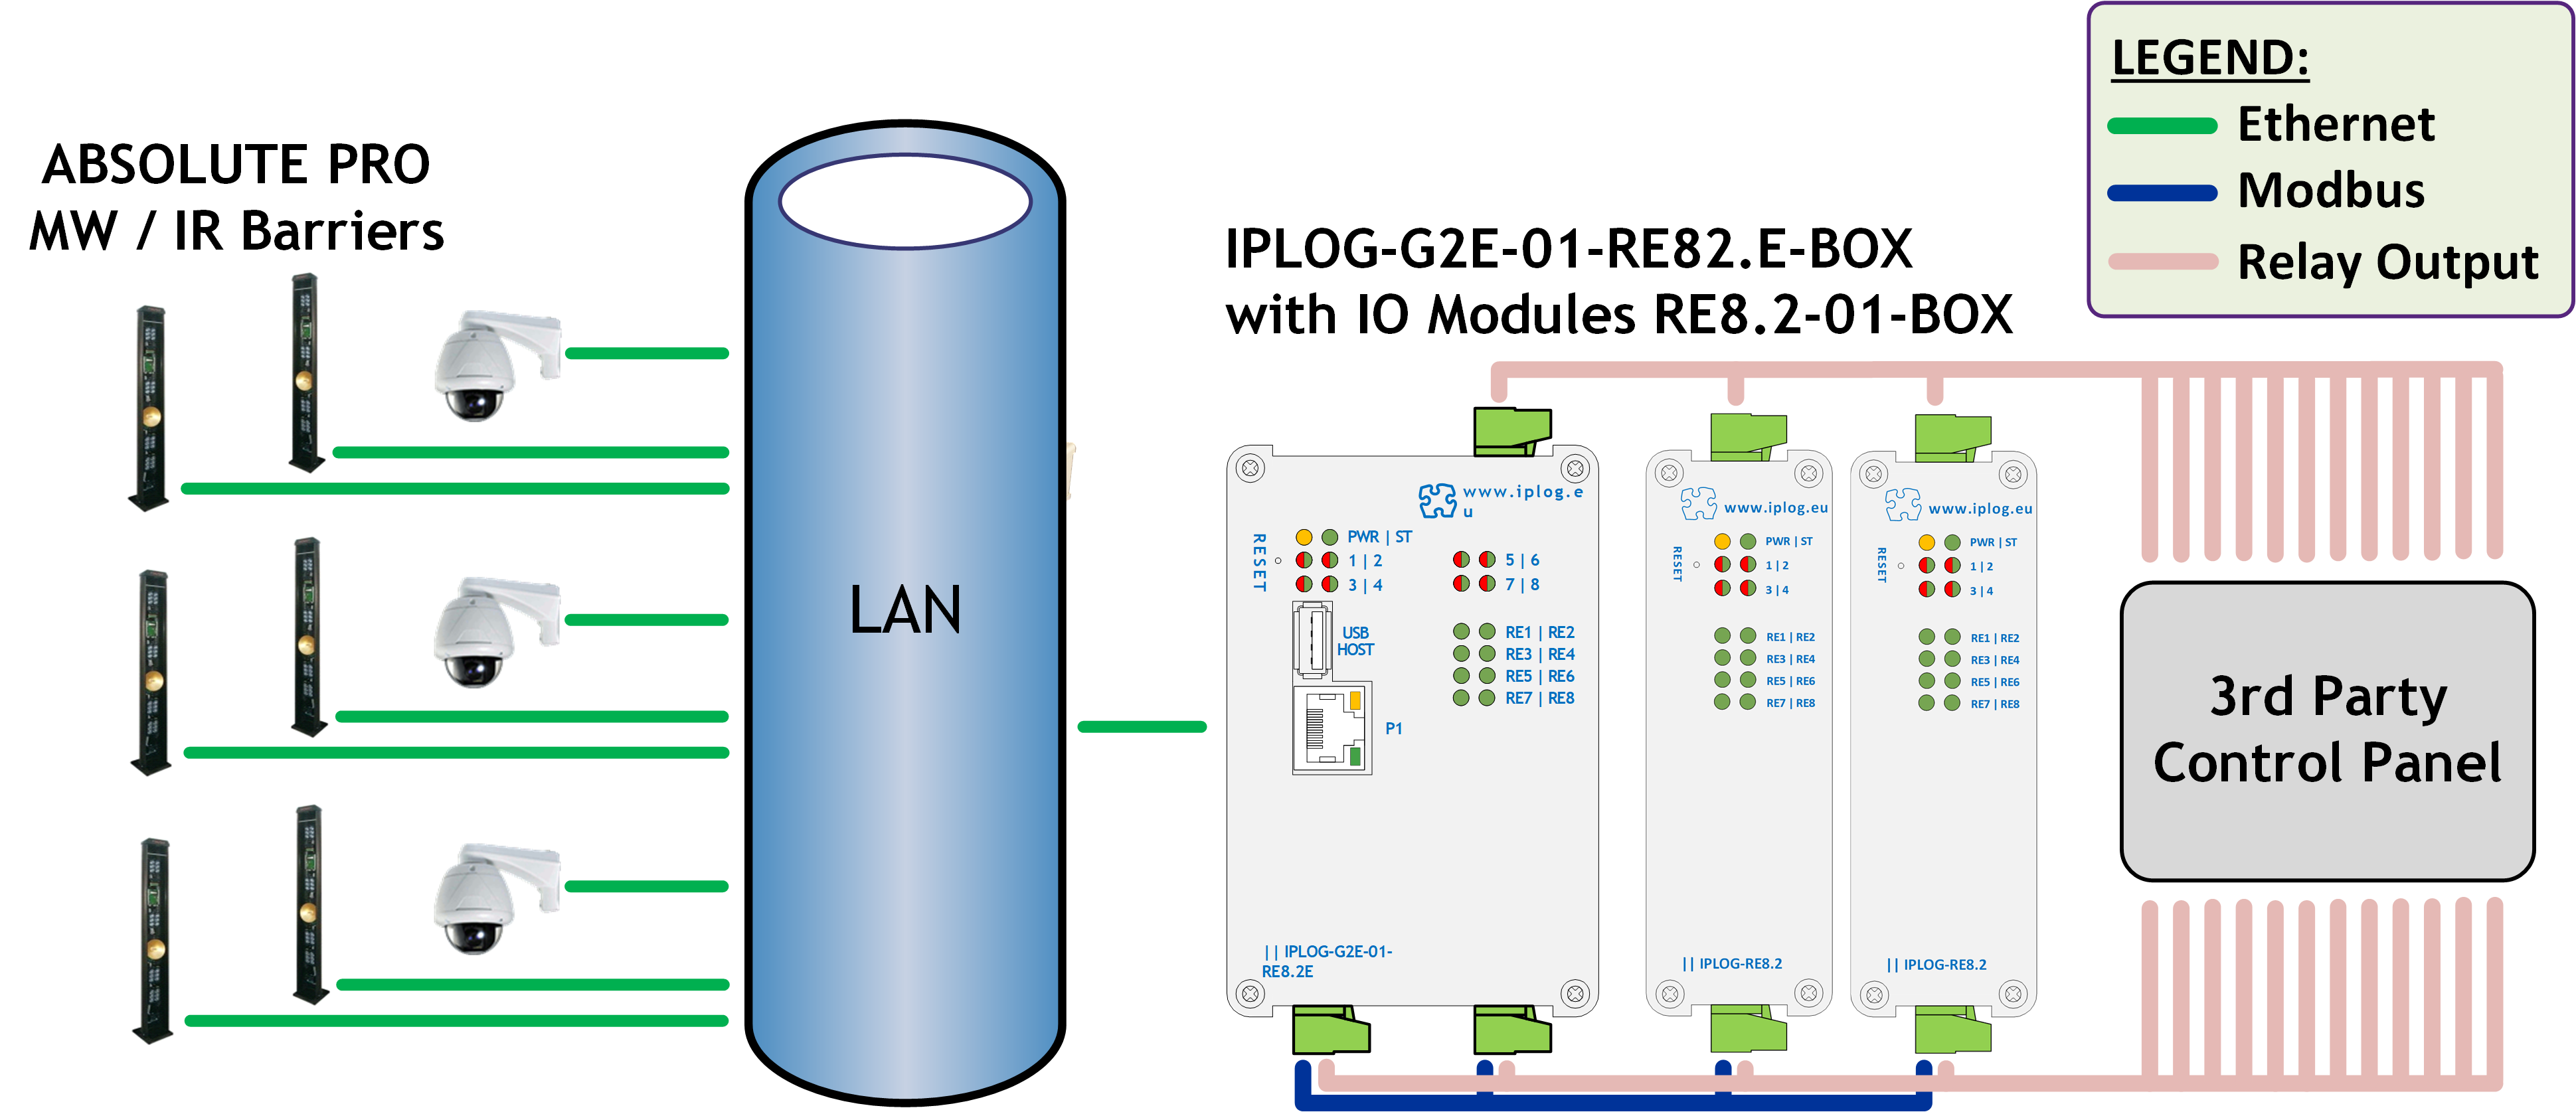 LEGEND:
Ethernet
Modbus
Relay Output
ABSOLUTE PRO
MW / IR Barriers
LAN
IPLOG-G2E-01-RE82.E-BOX
with IO Modules RE8.2-01-BOX
www.iplog.e
u
RESET
PWR | ST
1 | 2
3 | 4
5 | 6
7 | 8
USB
HOST
RE1 | RE2
RE3 | RE4
RE5 | RE6
RE7 | RE8
P1
|| IPLOG-G2E-01-
RE8.2E
www.iplog.eu
RESET
PWR | ST
1 | 2
3 | 4
RE1 | RE2
RE3 | RE4
RE5 | RE6
RE7 | RE8
|| IPLOG-RE8.2
www.iplog.eu
RESET
PWR | ST
1 | 2
3 | 4
RE1 | RE2
RE3 | RE4
RE5 | RE6
RE7 | RE8
|| IPLOG-RE8.2
3rd Party
Control Panel